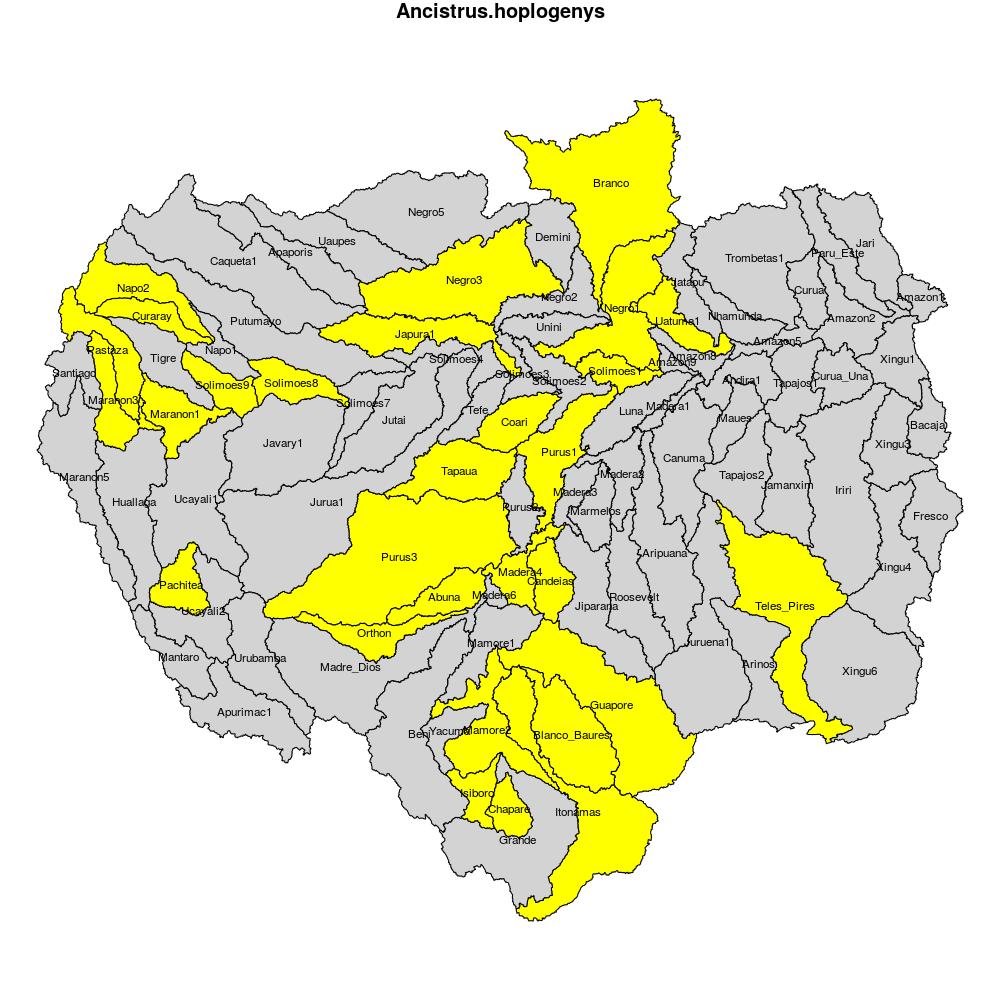 Ancistrus.hoplogenys
Branco
Negro5
Demini
Uaupes
Jari
Apaporis
Paru_Este
Trombetas1
Caqueta1
Negro3
Jatapu
Napo2
Curua
Negro2
Negro1
Curaray
Nhamunda
Amazon2
Putumayo
Uatuma1
Unini
Japura1
Amazon5
Pastaza
Napo1
Tigre
Solimoes4
Amazon8
Amazon9
Xingu1
Santiago
Solimoes3
Solimoes1
Curua_Una
Andira1
Solimoes2
Tapajos
Solimoes9
Solimoes8
Maranon3
Solimoes7
Madera1
Luna
Tefe
Maranon1
Jutai
Coari
Maues
Bacaja
Javary1
Xingu3
Purus1
Canuma
Tapaua
Maranon5
Madera2
Tapajos2
Jamanxim
Iriri
Madera3
Ucayali1
Huallaga
Jurua1
Marmelos
Fresco
Purus3
Aripuana
Xingu4
Madera4
Candeias
Pachitea
Abuna
Madera6
Roosevelt
Jiparana
Teles_Pires
Ucayali2
Orthon
Mamore1
Juruena1
Mantaro
Urubamba
Madre_Dios
Arinos
Xingu6
Guapore
Apurimac1
Beni
Mamore2
Blanco_Baures
Isiboro
Chapare
Itonamas
Grande